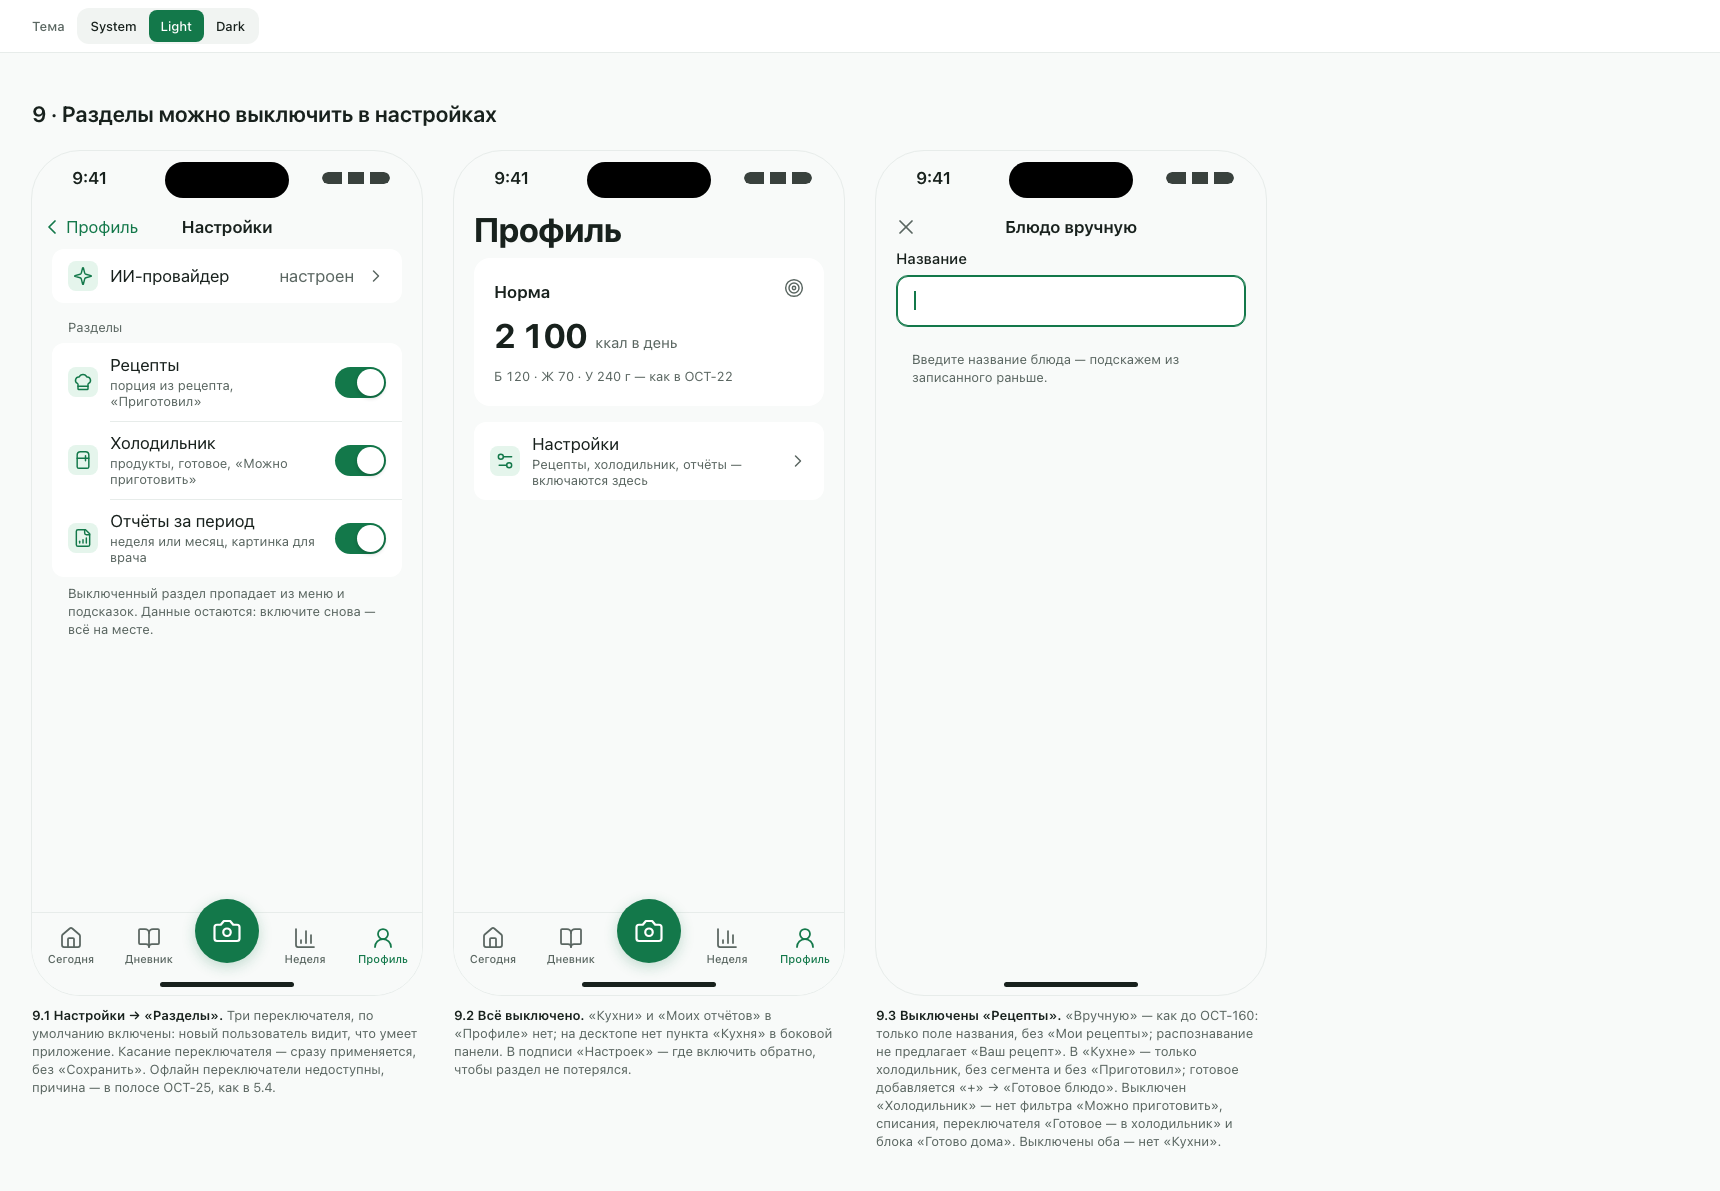 Тема System Light Dark
9 · Разделы можно выключить в настройках
9:41
Профиль Настройки
ИИ-провайдер настроен
Разделы
Рецепты
порция из рецепта,
«Приготовил»
Холодильник
продукты, готовое, «Можно
приготовить»
Отчёты за период
неделя или месяц, картинка для
врача
Выключенный раздел пропадает из меню и
подсказок. Данные остаются: включите снова —
всё на месте.
Сегодня Дневник Неделя Профиль
9.1 Настройки → «Разделы». Три переключателя, по
умолчанию включены: новый пользователь видит, что умеет
приложение. Касание переключателя — сразу применяется,
без «Сохранить». Офлайн переключатели недоступны,
причина — в полосе ОСТ-25, как в 5.4.
9:41
Профиль
Норма
2 100 ккал в день
Б 120 · Ж 70 · У 240 г — как в ОСТ-22
Настройки
Рецепты, холодильник, отчёты —
включаются здесь
Сегодня Дневник Неделя Профиль
9.2 Всё выключено. «Кухни» и «Моих отчётов» в
«Профиле» нет; на десктопе нет пункта «Кухня» в боковой
панели. В подписи «Настроек» — где включить обратно,
чтобы раздел не потерялся.
9:41
Блюдо вручную
Название
Введите название блюда — подскажем из
записанного раньше.
9.3 Выключены «Рецепты». «Вручную» — как до ОСТ-160:
только поле названия, без «Мои рецепты»; распознавание
не предлагает «Ваш рецепт». В «Кухне» — только
холодильник, без сегмента и без «Приготовил»; готовое
добавляется «+» → «Готовое блюдо». Выключен
«Холодильник» — нет фильтра «Можно приготовить»,
списания, переключателя «Готовое — в холодильник» и
блока «Готово дома». Выключены оба — нет «Кухни».